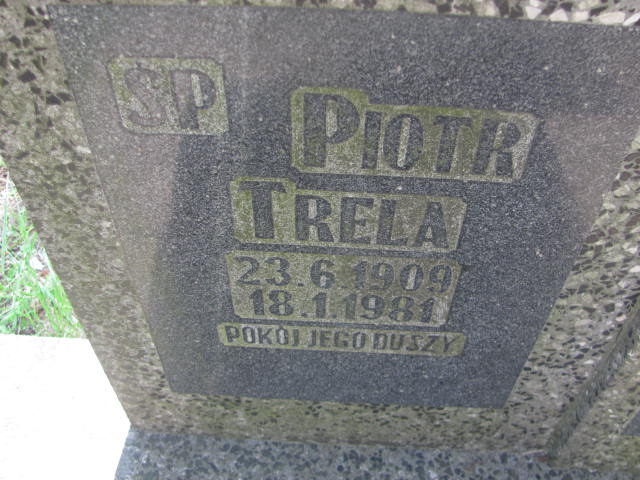 SP
PIOTR
TRELA
23.6.1909
18.1.1981
POKÓJ JEGO DUSZY